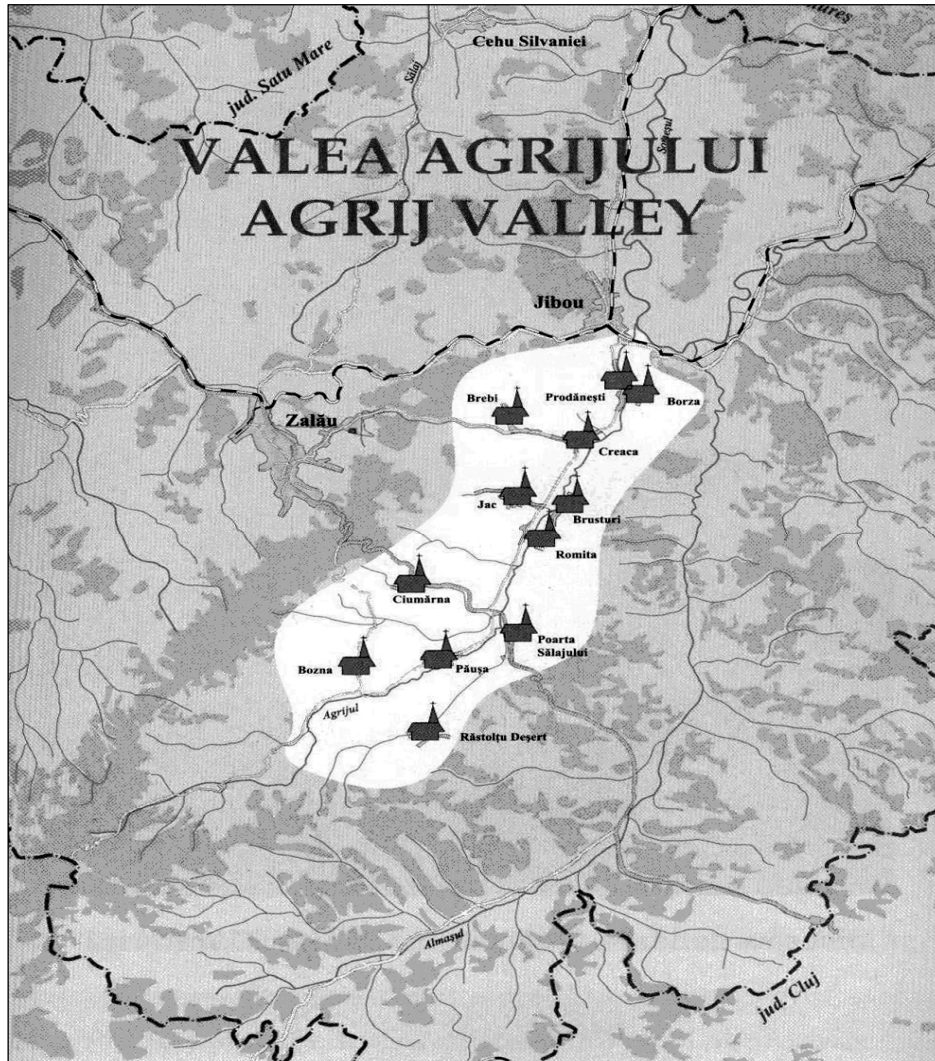 Cehu Silvaniei
Sălaj
jud. Satu Mare
Someșul
VALEA AGRIJULUI
AGRIJ VALLEY
Jibou
Brebi
Prodănești
Borza
Zalău
Creaca
Jac
Brusturi
Romita
Ciumărna
Poarta
Sălajului
Bozna
Păușa
Agrijul
Răstolțu Deșert
Almașul
jud. Cluj